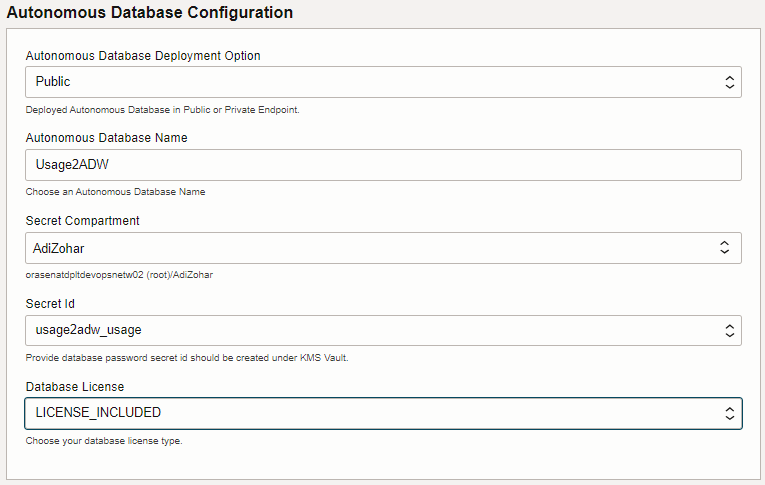 Autonomous Database Configuration
Autonomous Database Deployment Option
Public
Deployed Autonomous Database in Public or Private Endpoint.
Autonomous Database Name
Usage2ADW
Choose an Autonomous Database Name
Secret Compartment
AdiZohar
orasenatdpltdevopsnetw02 (root)/AdiZohar
Secret Id
usage2adw_usage
Provide database password secret id should be created under KMS Vault.
Database License
LICENSE_INCLUDED
Choose your database license type.